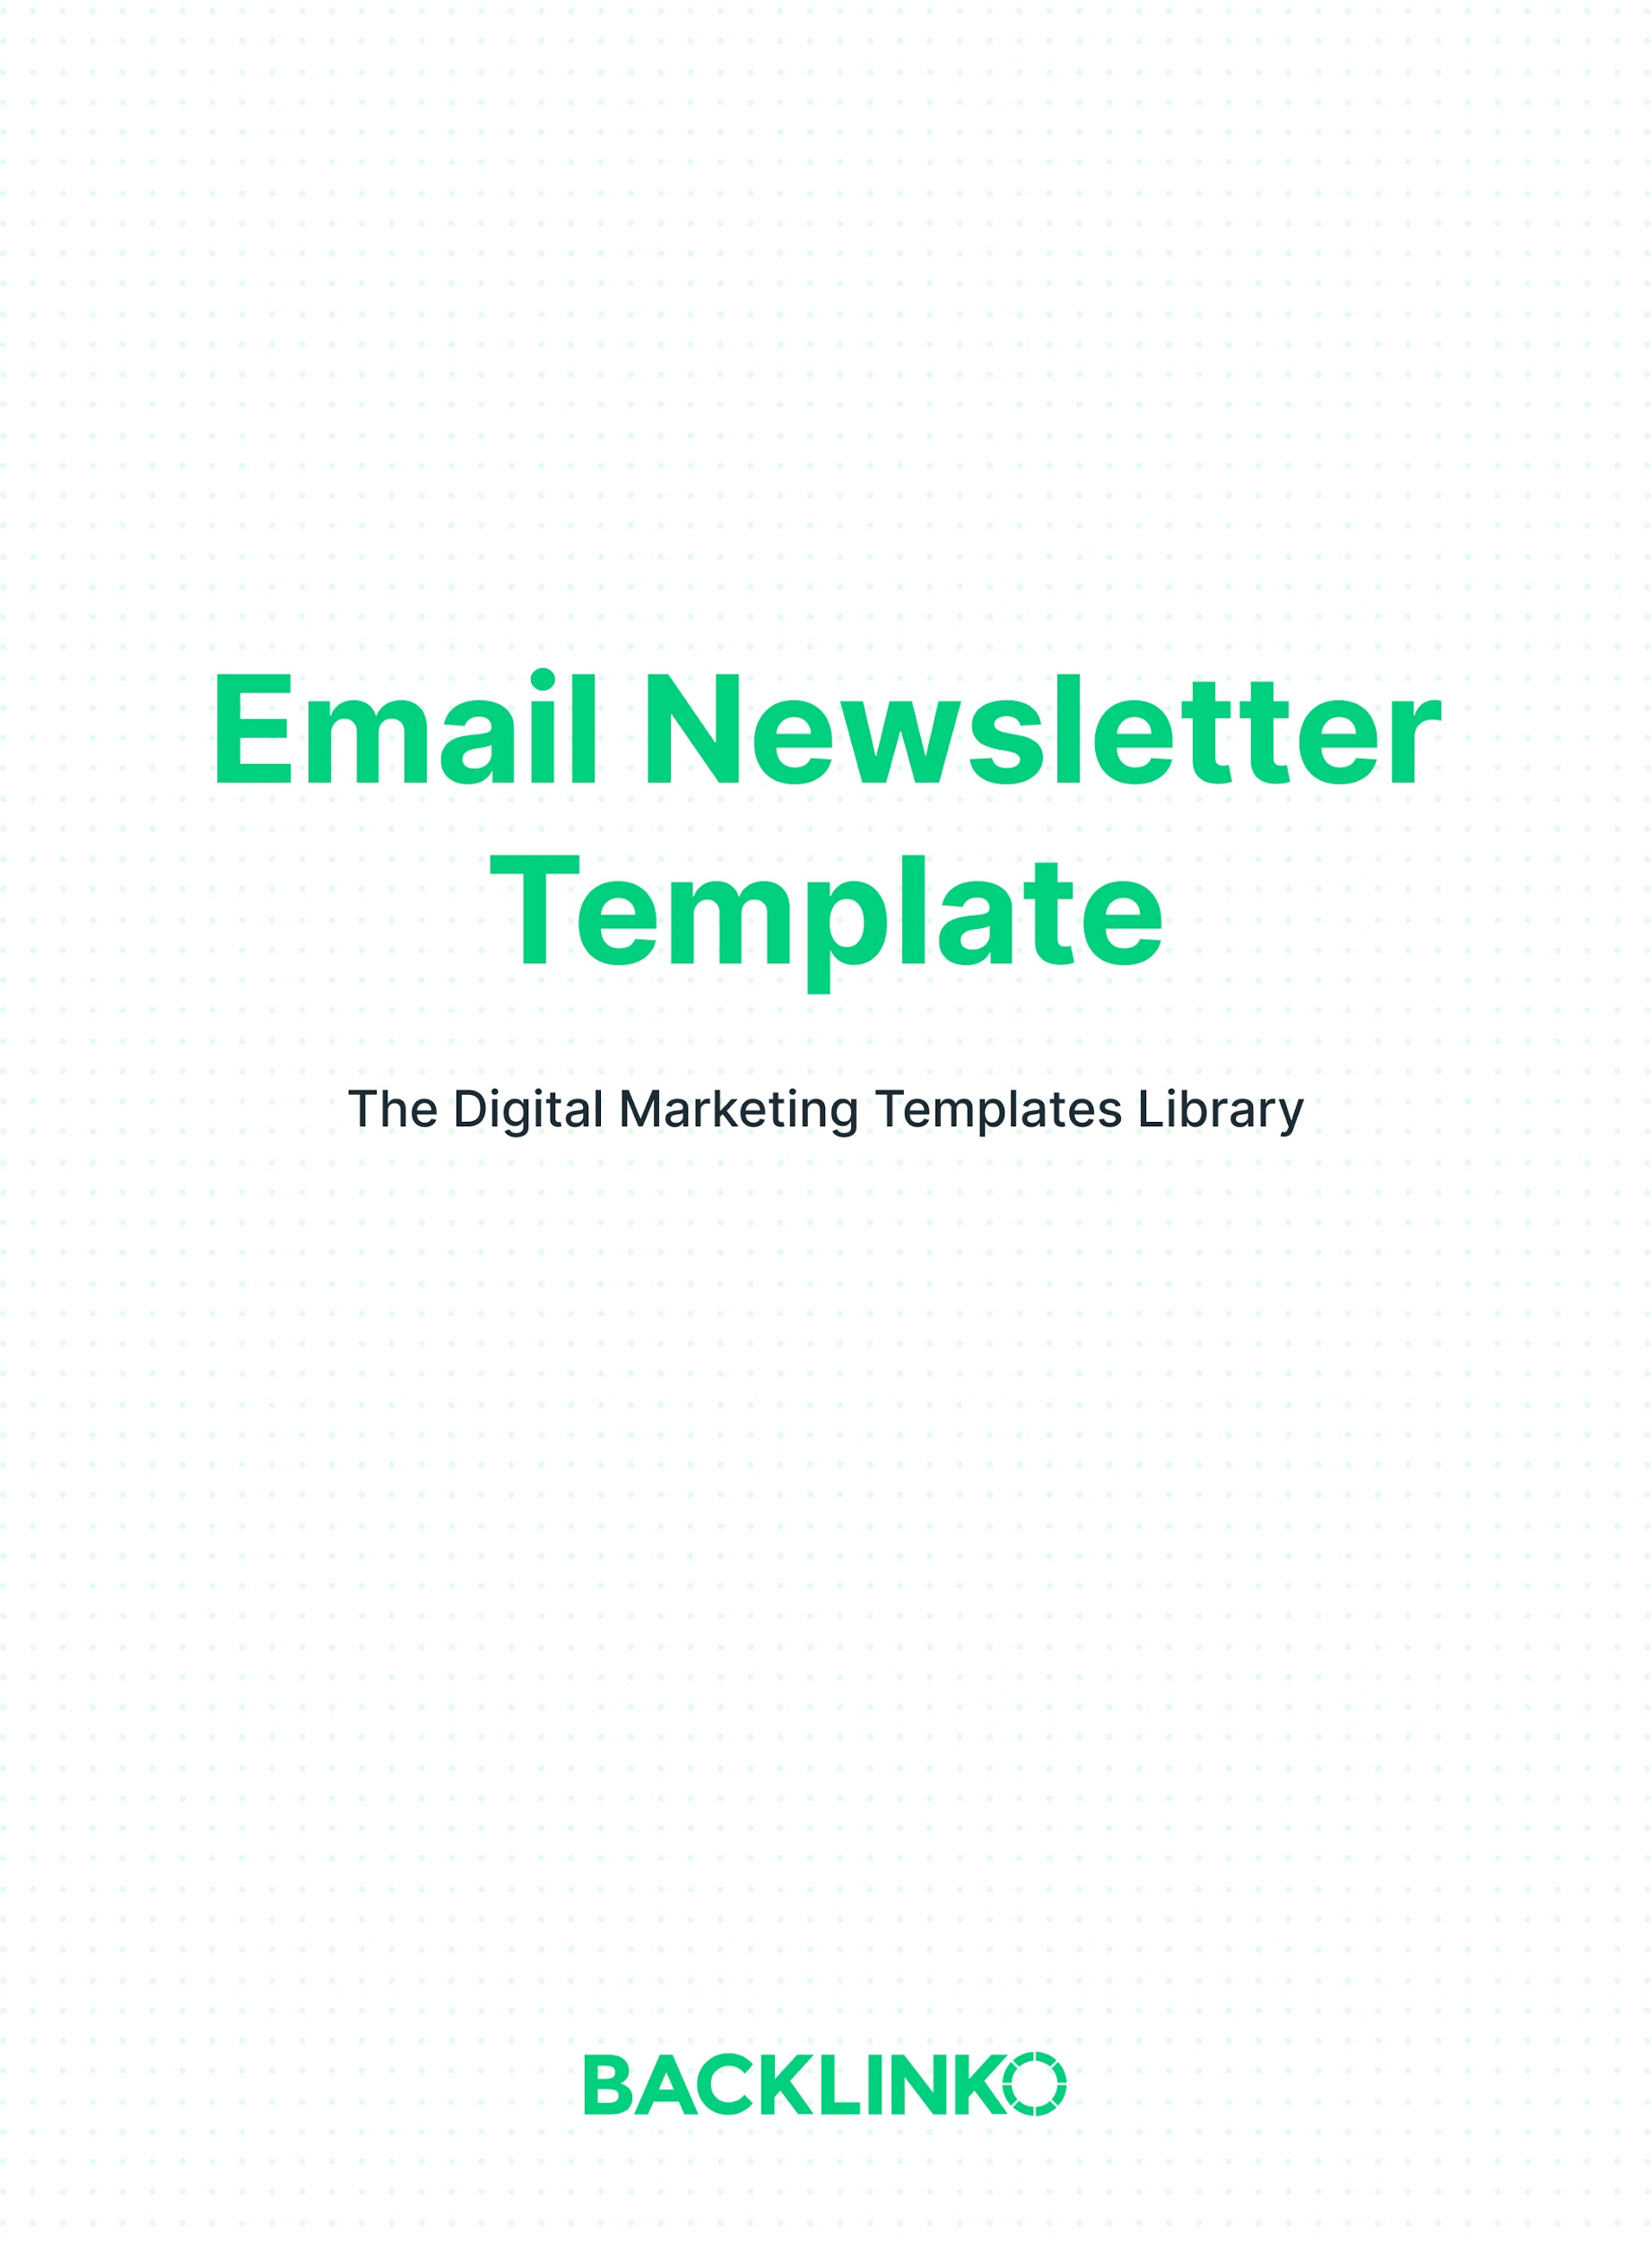 Email Newsletter
Template
The Digital Marketing Templates Library
BACKLINKO